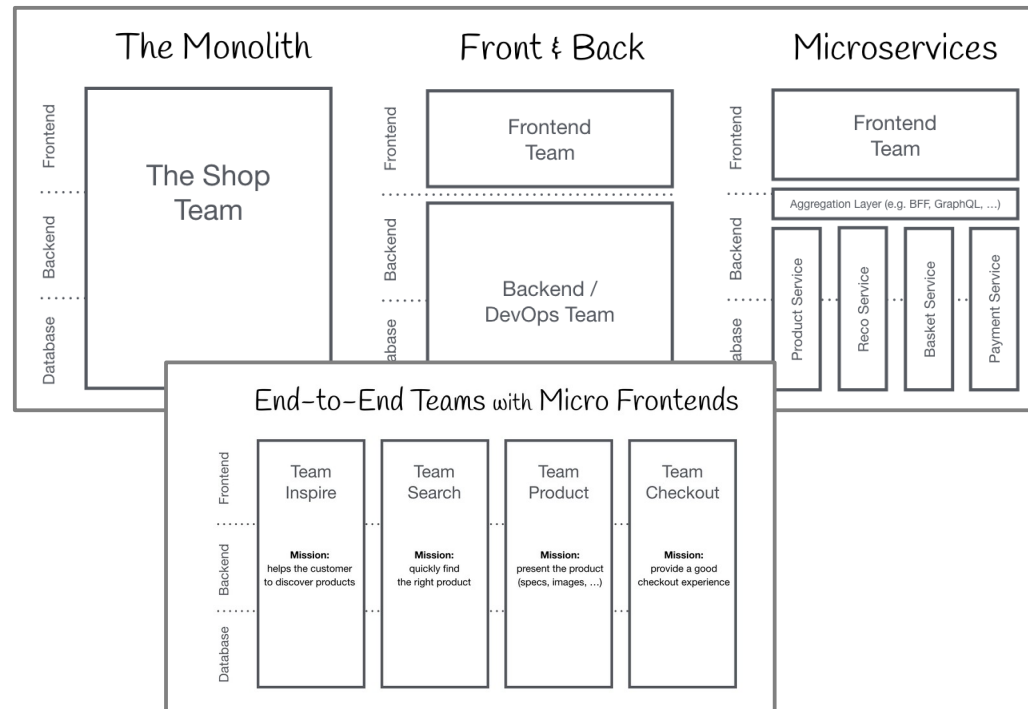 The Monolith
Frontend
Backend
Database
The Shop
Team
Front & Back
Frontend
Backend
abase
Frontend
Team
Backend /
DevOps Team
Microservices
Frontend
Backend
abase
Frontend
Team
Aggregation Layer (e.g. BFF, GraphQL, …)
Product Service
Reco Service
Basket Service
Payment Service
End-to-End Teams with Micro Frontends
Frontend
Backend
Database
Team
Inspire
Mission:
helps the customer
to discover products
Team
Search
Mission:
quickly find
the right product
Team
Product
Mission:
present the product
(specs, images, …)
Team
Checkout
Mission:
provide a good
checkout experience